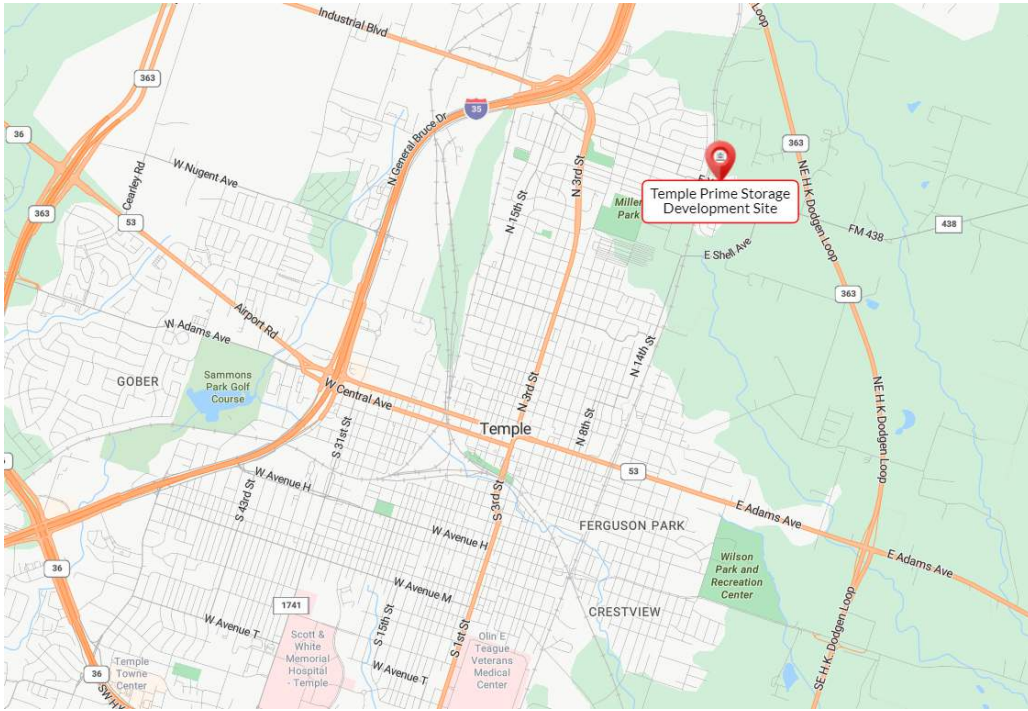 Industrial Blvd
Loop
363
363
35
36
N General Bruce Dr
363
W Nugent Ave
Cearley Rd
N 3rd St
Temple Prime Storage
Development Site
NE H.K. Dodgen Loop
53
363
N 15th St
Miller
Park
FM 438
438
E Shell Ave
363
Airport Rd
W Adams Ave
N 14th St
GOBER
Sammons
Park Golf
Course
W Central Ave
N 3rd St
NE H.K. Dodgen Loop
Temple
N 8th St
S 31st St
53
W Avenue H
S 43rd St
S 3rd St
E Adams Ave
FERGUSON PARK
W Avenue H
E Adams Ave
Wilson
Park and
Recreation
Center
36
W Avenue M
1741
CRESTVIEW
S 15th St
W Avenue T
Scott &
White
Memorial
Hospital
- Temple
S 1st St
Olin E
Teague
Veterans
Medical
Center
SE H.K. Dodgen Loop
Temple
Towne
Center
W Avenue T
36